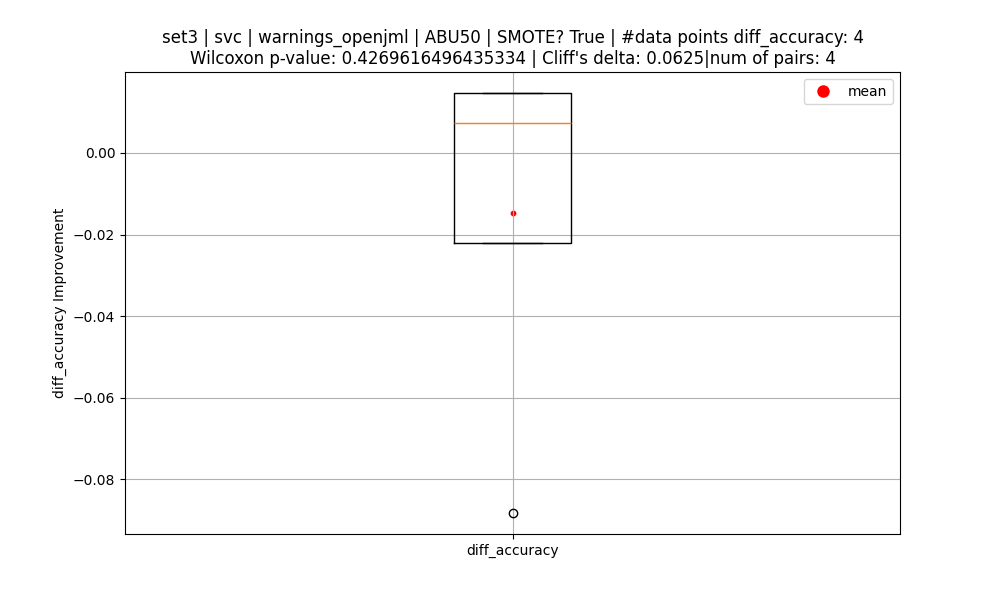 set3 | svc | warnings_openjml | ABU50 | SMOTE? True | #data points diff_accuracy: 4
Wilcoxon p-value: 0.4269616496435334 | Cliff's delta: 0.0625|num of pairs: 4
mean
0.00
−0.02
−0.04
−0.06
−0.08
diff_accuracy Improvement
diff_accuracy